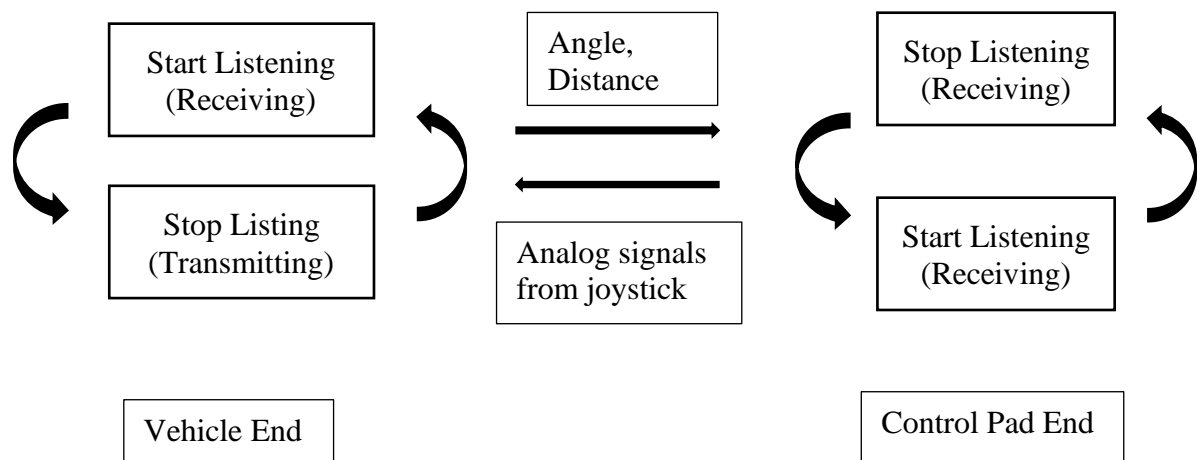 Start Listening
(Receiving)
Stop Listing
(Transmitting)
Angle,
Distance
Analog signals
from joystick
Stop Listening
(Receiving)
Start Listening
(Receiving)
Vehicle End
Control Pad End